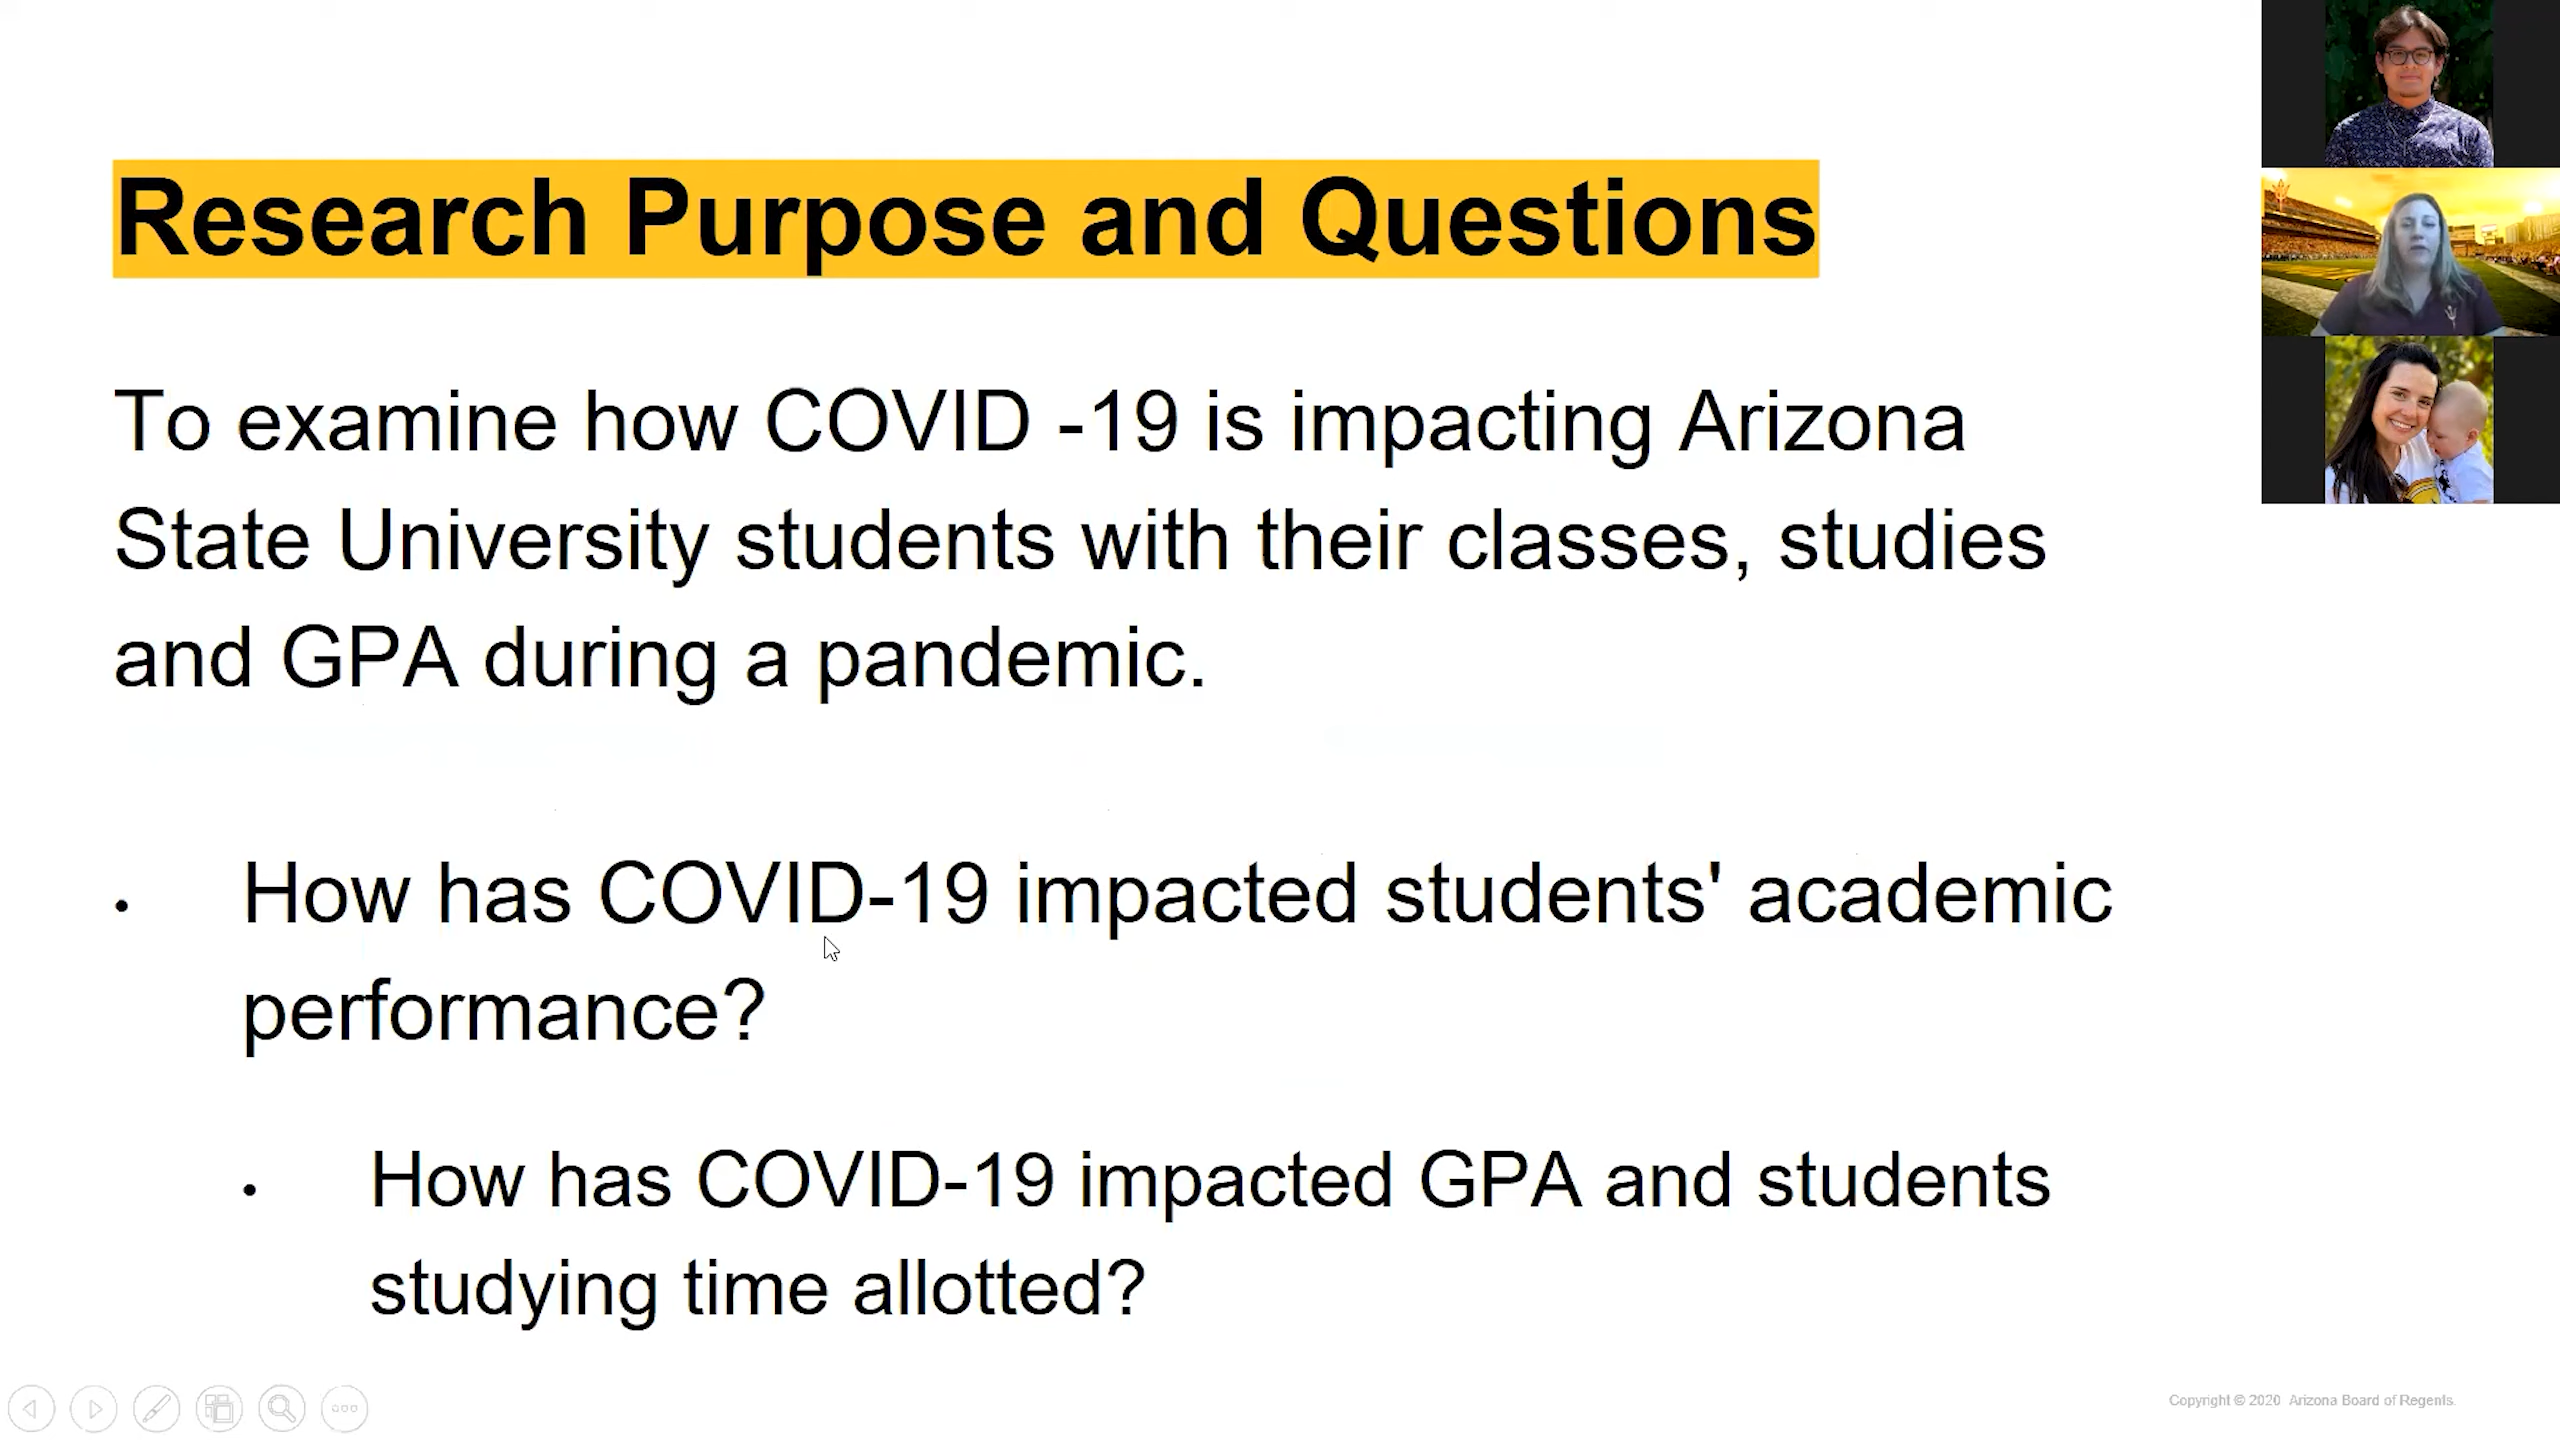 Research Purpose and Questions
To examine how COVID -19 is impacting Arizona
State University students with their classes, studies
and GPA during a pandemic.
• How has COVID-19 impacted students' academic
performance?
• How has COVID-19 impacted GPA and students
studying time allotted?
Copyright © 2020 Arizona Board of Regents.